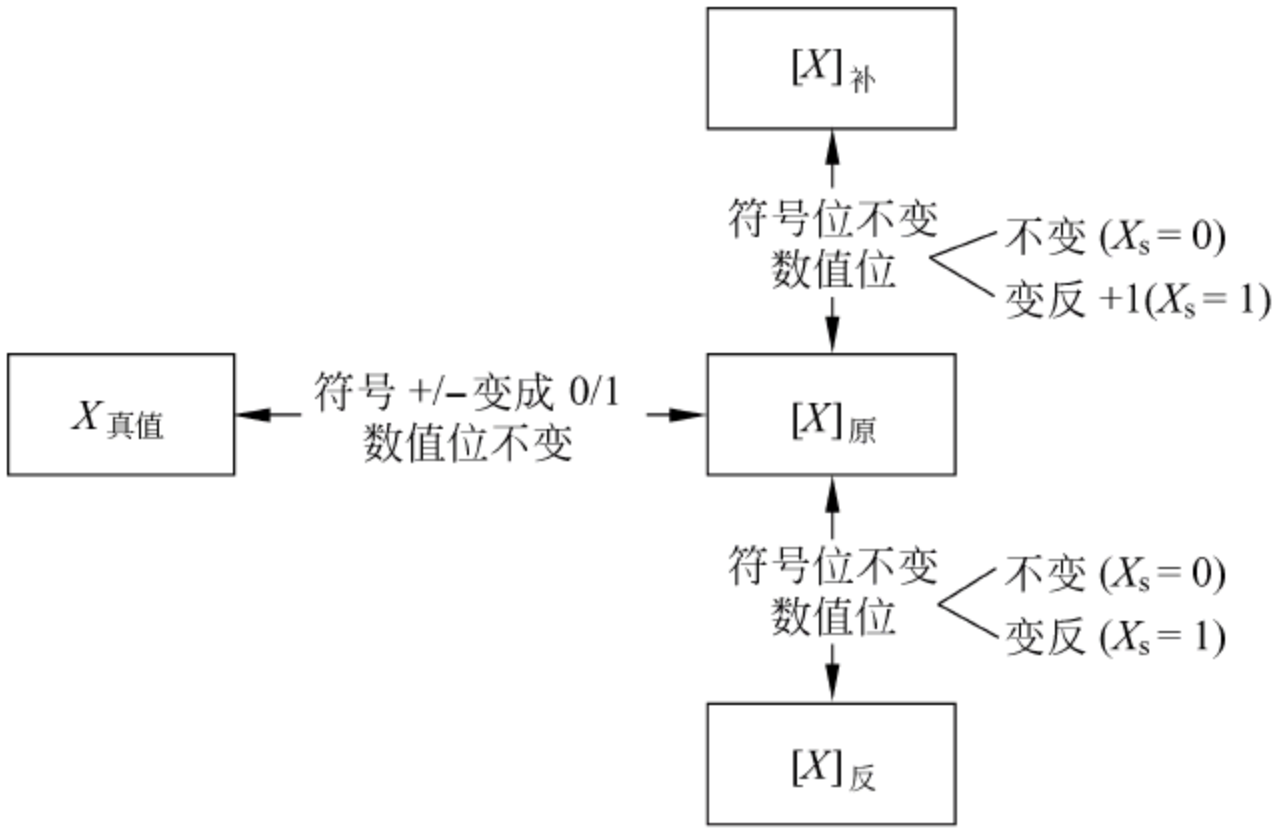 [X]补
符号位不变
数值位
不变 (Xs = 0)
变反 +1(Xs = 1)
X真值
符号 +/–变成 0/1
数值位不变
[X]原
符号位不变
数值位
不变 (Xs = 0)
变反 (Xs = 1)
[X]反